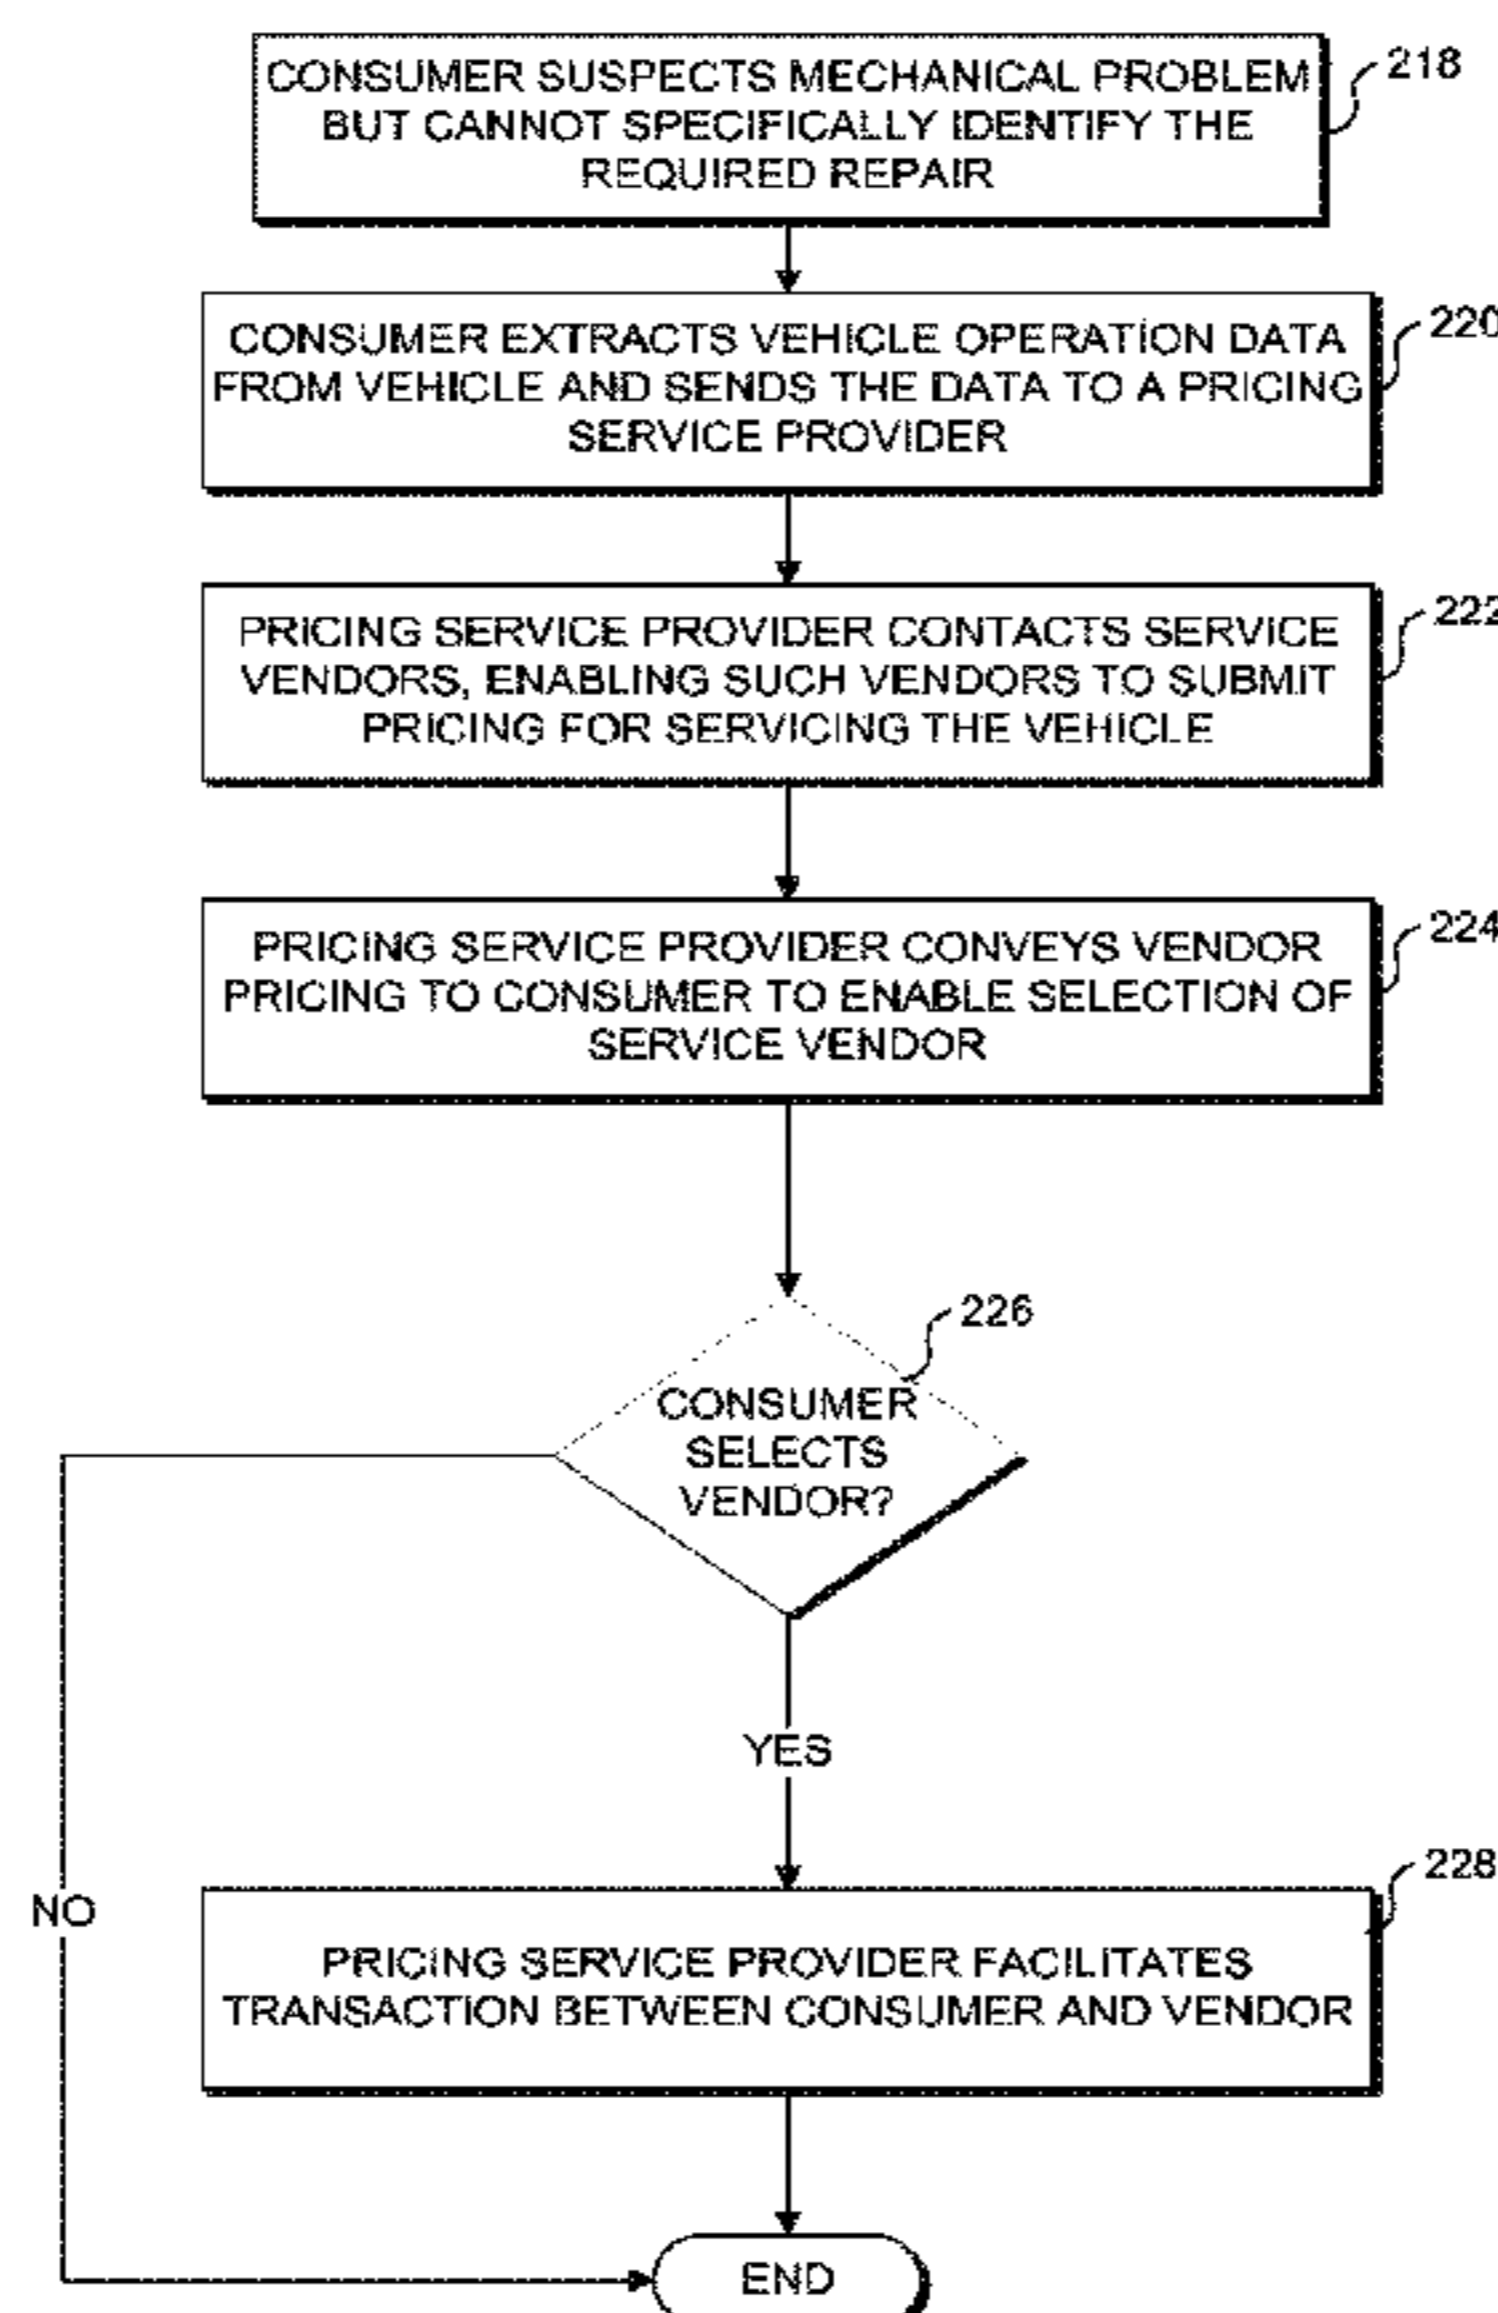 CONSUMER SUSPECTS MECHANICAL PROBLEM
BUT CANNOT SPECIFICALLY IDENTIFY THE
REQUIRED REPAIR
218
CONSUMER EXTRACTS VEHICLE OPERATION DATA
FROM VEHICLE AND SENDS THE DATA TO A PRICING
SERVICE PROVIDER
220
PRICING SERVICE PROVIDER CONTACTS SERVICE
VENDORS, ENABLING SUCH VENDORS TO SUBMIT
PRICING FOR SERVICING THE VEHICLE
222
PRICING SERVICE PROVIDER CONVEYS VENDOR
PRICING TO CONSUMER TO ENABLE SELECTION OF
SERVICE VENDOR
224
226
CONSUMER
SELECTS
VENDOR?
YES
NO
228
PRICING SERVICE PROVIDER FACILITATES
TRANSACTION BETWEEN CONSUMER AND VENDOR
END